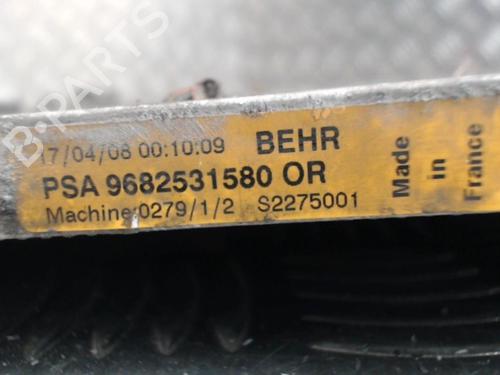 17/04/08 00:10:09 BEHR
PSA 9682531580 OR
Machine:0279/1/2 S2275001
Made
in
France
B-Parts